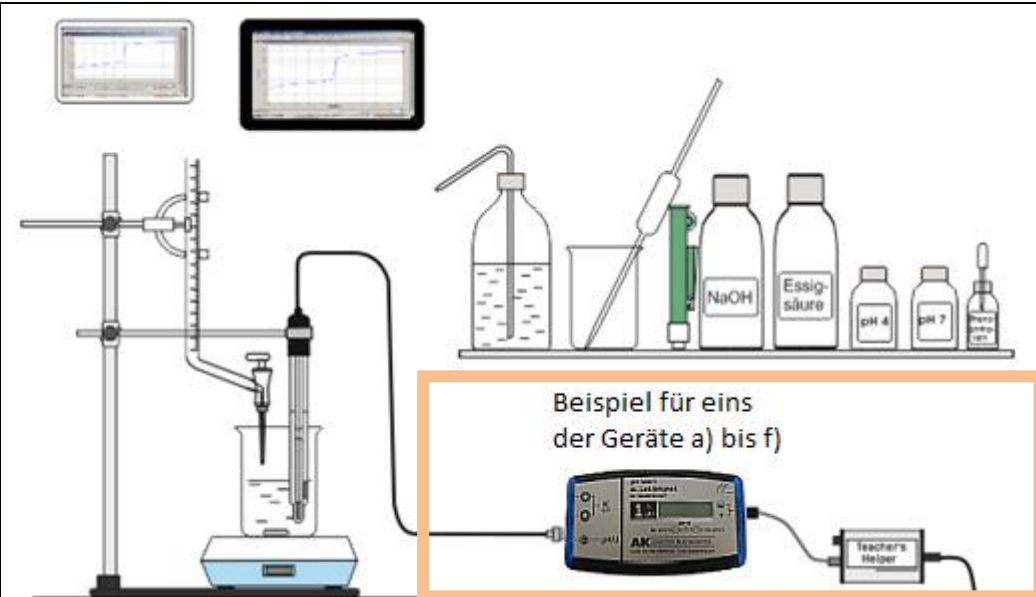 NaOH
Essig-
säure
pH 4
pH 7
Beispiel für eins
der Geräte a) bis f)
AK
Teacher's
Helper